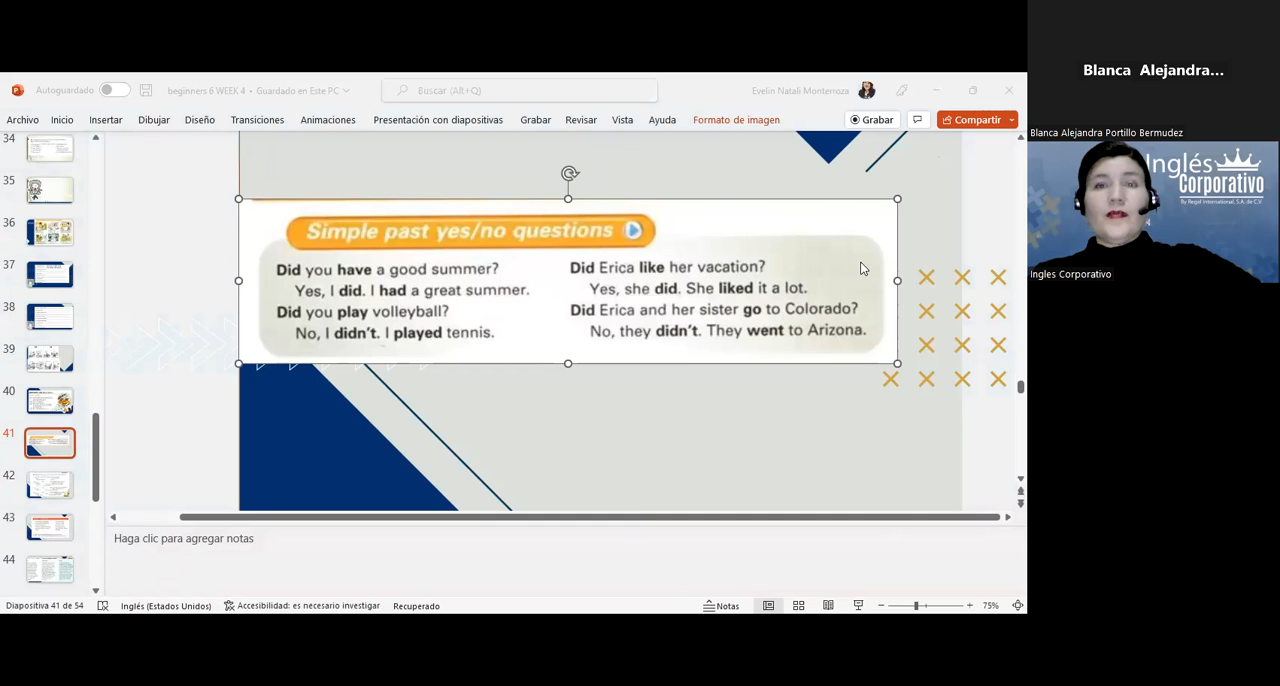 Blanca Alejandra...
Autoguardado
beginners 6 WEEK 4 • Guardado en Este PC
Buscar (Alt+Q)
Evelin Natali Monterroza
Archivo Inicio Insertar Dibujar Diseño Transiciones Animaciones Presentación con diapositivas Grabar Revisar Vista Ayuda Formato de imagen Grabar Compartir
Blanca Alejandra Portillo Bermudez
34
35
36
37
38
39
40
41
42
43
44
Simple past yes/no questions
Did you have a good summer?
Yes, I did. I had a great summer.
Did you play volleyball?
No, I didn't. I played tennis.
Did Erica like her vacation?
Yes, she did. She liked it a lot.
Did Erica and her sister go to Colorado?
No, they didn't. They went to Arizona.
Inglés
Corporativo
By Regal International, S.A. de C.V.
Ingles Corporativo
Haga clic para agregar notas
Diapositiva 41 de 54 Inglés (Estados Unidos) Accesibilidad: es necesario investigar Recuperado Notas 75%